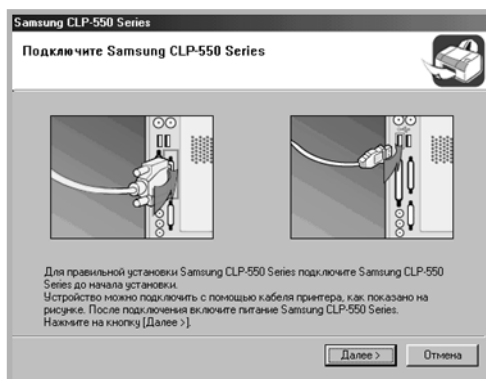 Samsung CLP-550 Series
Подключите Samsung CLP-550 Series
Для правильной установки Samsung CLP-550 Series подключите Samsung CLP-550
Series до начала установки.
Устройство можно подключить с помощью кабеля принтера, как показано на
рисунке. После подключения включите питание Samsung CLP-550 Series.
Нажмите на кнопку [Далее >].
Далее >
Отмена